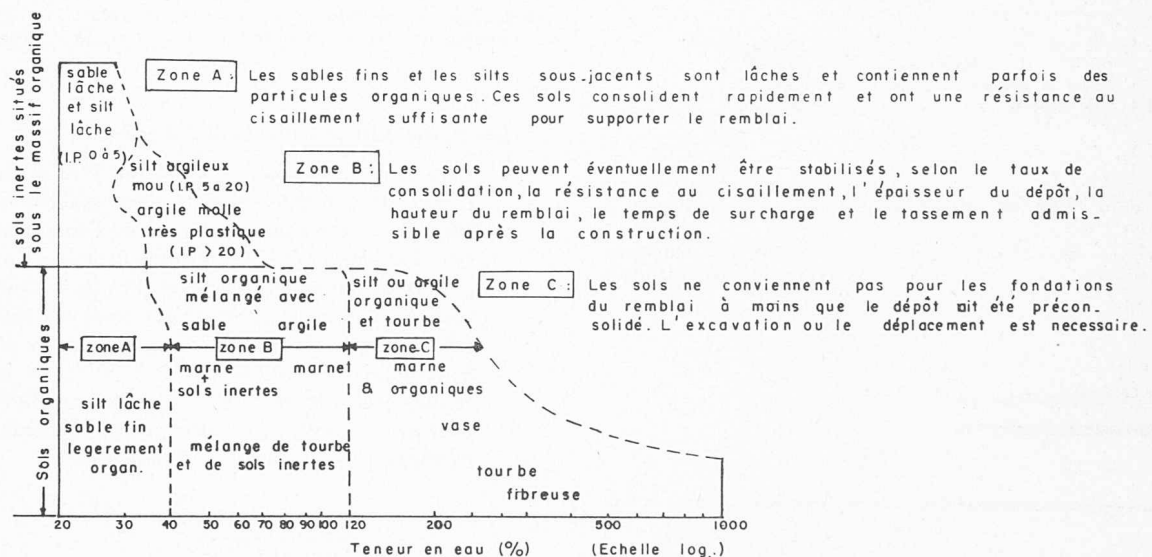 sols inertes situés
sous le massif organique
sable
lâche
et silt
lâche
(I.P. 0 à 5)
silt argileux
mou (I.P. 5 a 20)
argile molle
très plastique
(I P > 20)
Zone A:
Les sables fins et les silts sous-jacents sont lâches et contiennent parfois des
particules organiques. Ces sols consolident rapidement et ont une résistance au
cisaillement suffisante pour supporter le remblai.
Zone B:
Les sols peuvent éventuellement être stabilisés, selon le taux de
consolidation, la résistance au cisaillement, l'épaisseur du dépôt, la
hauteur du remblai, le temps de surcharge et le tassement admis-
sible après la construction.
Zone C:
Les sols ne conviennent pas pour les fondations
du remblai à moins que le dépôt ait été précon-
solidé. L'excavation ou le déplacement est necessaire.
Sols organiques
silt organique
mélangé avec
sable argile
zone B
marne marnet
sols inertes
silt ou argile
organique
et tourbe
zone C
marne
& organiques
vase
tourbe
fibreuse
zone A
silt lâche
sable fin
legerement
organ.
mélange de tourbe
et de sols inertes
20 30 40 50 60 70 80 90 100 120 200 500 1000
Teneur en eau (%) (Echelle log.)